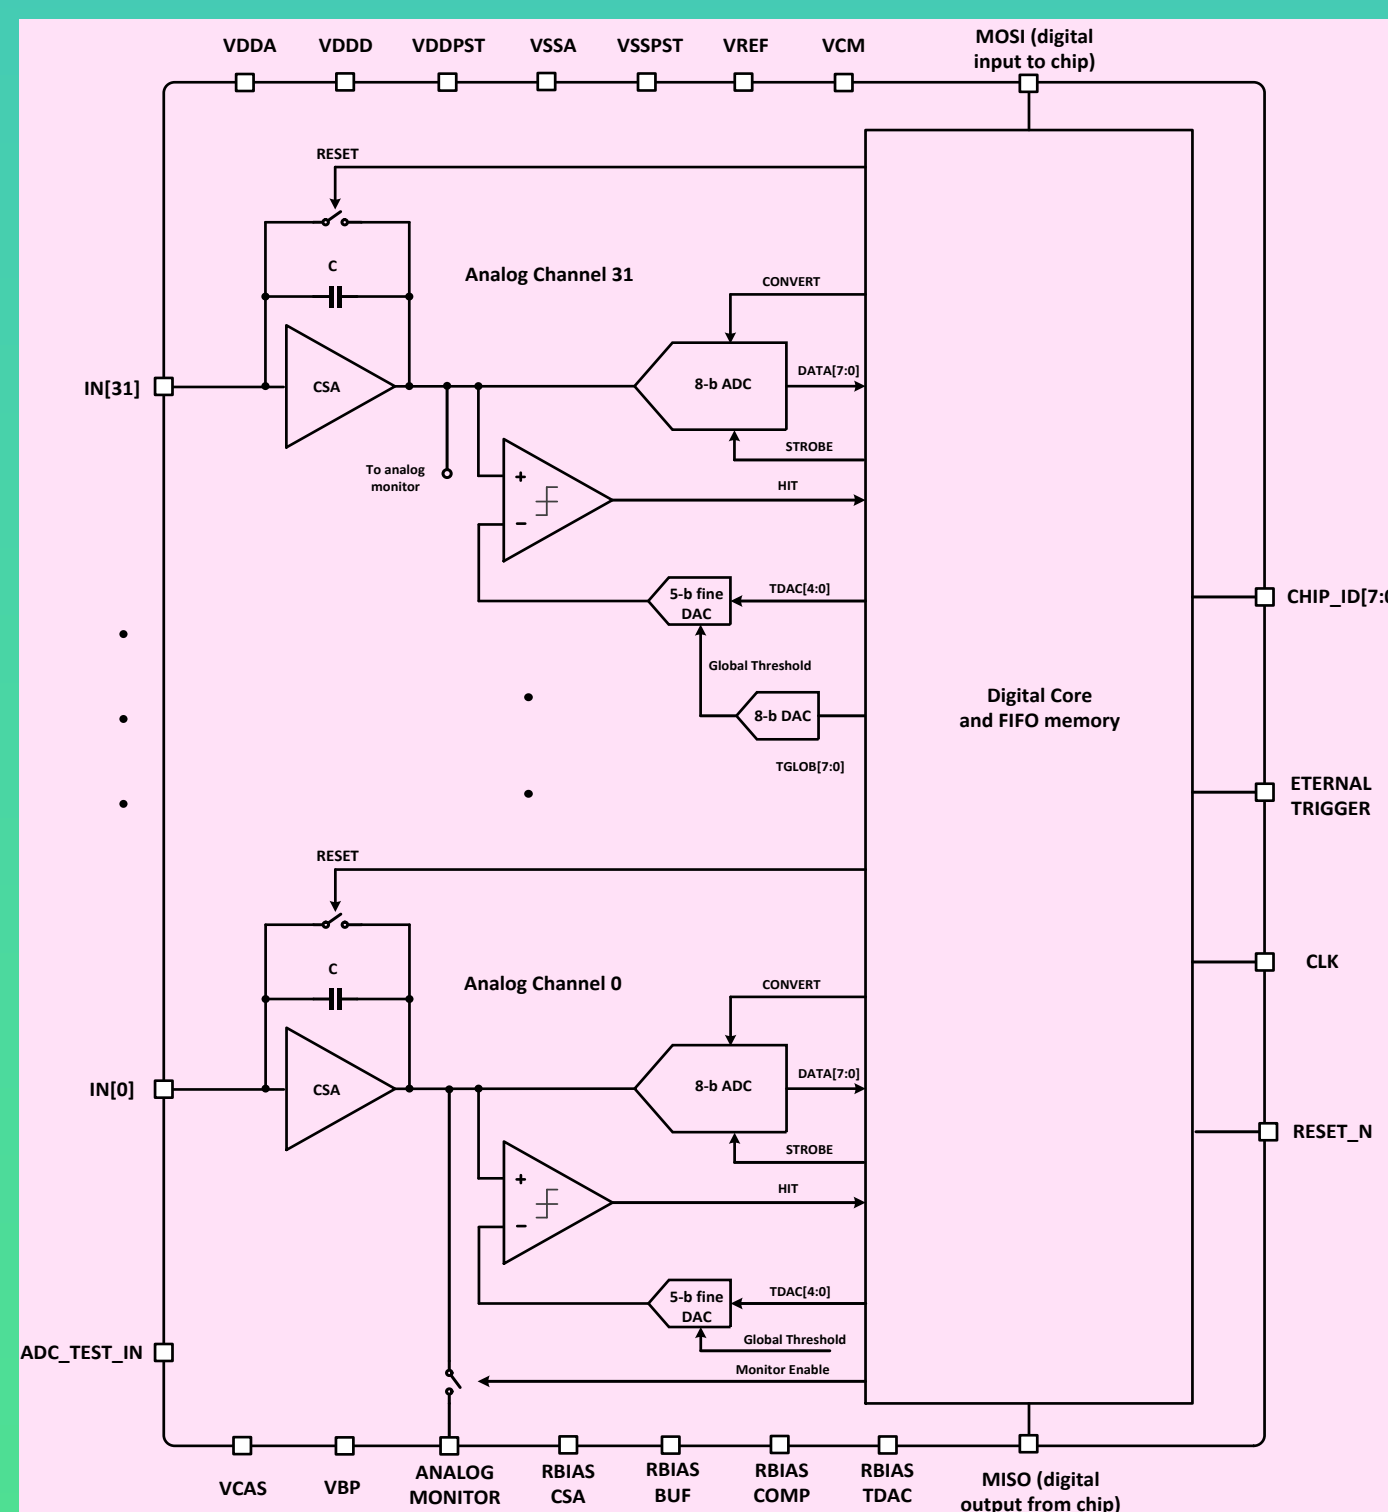 VDDA
VDDD
VDDPST
VSSA
VSSPST
VREF
VCM
MOSI (digital
input to chip)
RESET
C
Analog Channel 31
CONVERT
IN[31]
CSA
8-b ADC
DATA[7:0]
STROBE
To analog
monitor
+
−
HIT
5-b fine
DAC
TDAC[4:0]
CHIP_ID[7:0
Global Threshold
8-b DAC
TGLOB[7:0]
Digital Core
and FIFO memory
ETERNAL
TRIGGER
RESET
C
Analog Channel 0
CONVERT
CLK
IN[0]
CSA
8-b ADC
DATA[7:0]
STROBE
RESET_N
+
−
HIT
5-b fine
DAC
TDAC[4:0]
Global Threshold
ADC_TEST_IN
Monitor Enable
VCAS
VBP
ANALOG
MONITOR
RBIAS
CSA
RBIAS
BUF
RBIAS
COMP
RBIAS
TDAC
MISO (digital
output from chip)